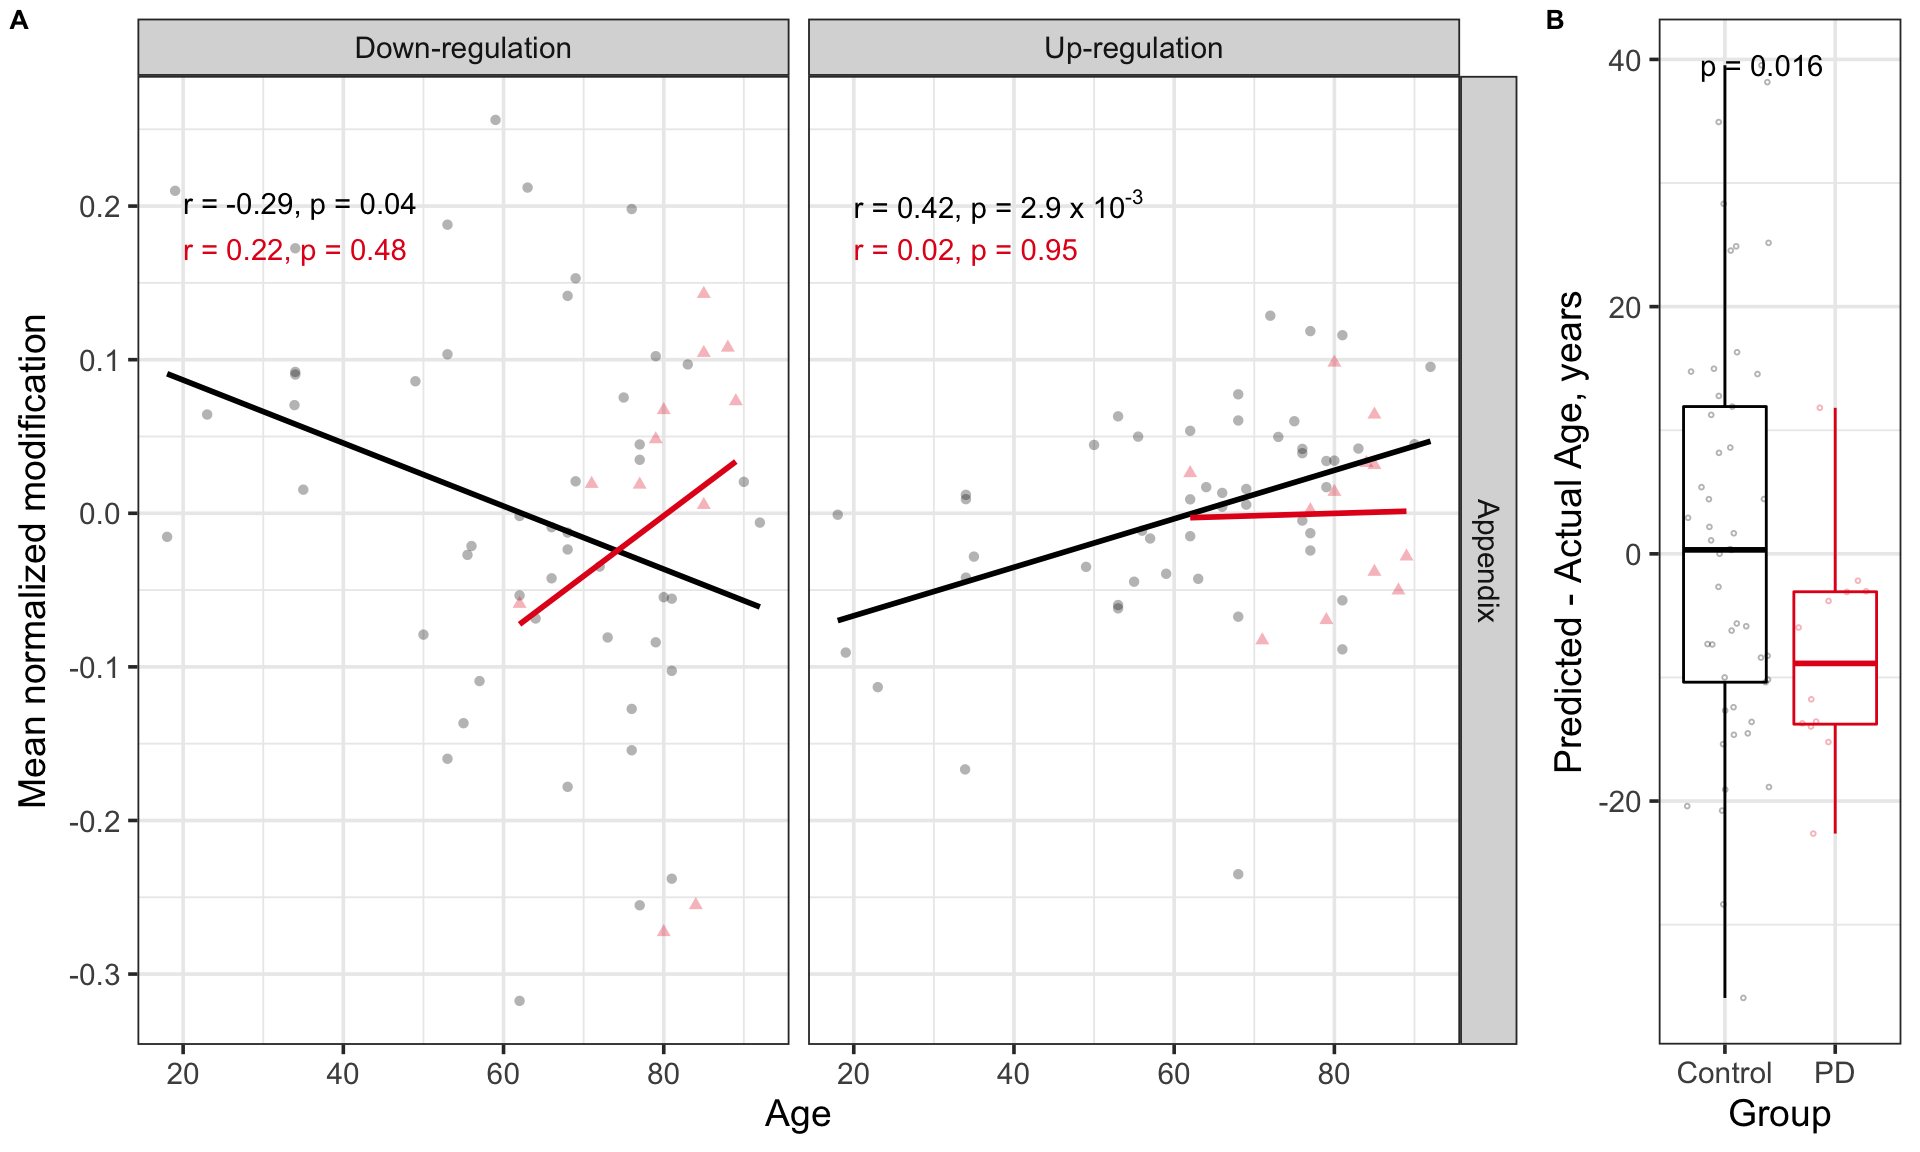 A
B
Down-regulation
Up-regulation
r = -0.29, p = 0.04
r = 0.22, p = 0.48
r = 0.42, p = 2.9 x 10^-3
r = 0.02, p = 0.95
Appendix
Mean normalized modification
0.2
0.1
0.0
-0.1
-0.2
-0.3
20 40 60 80
20 40 60 80
Age
p = 0.016
Predicted - Actual Age, years
40
20
0
-20
Control PD
Group